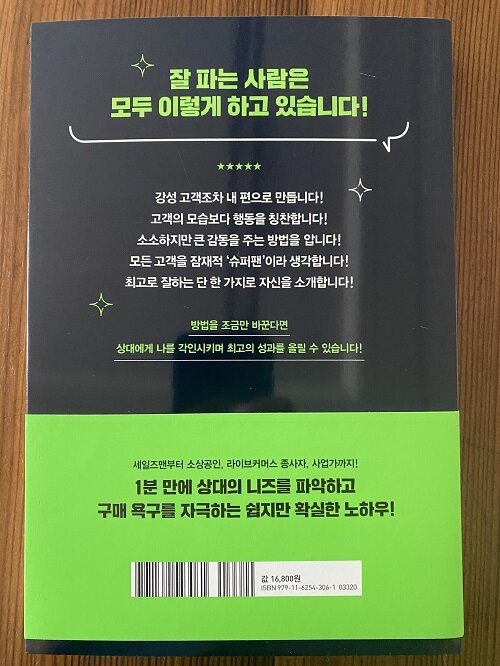 잘 파는 사람은
모두 이렇게 하고 있습니다!
★★★★★
강성 고객조차 내 편으로 만듭니다!
고객의 모습보다 행동을 칭찬합니다!
소소하지만 큰 감동을 주는 방법을 압니다!
모든 고객을 잠재적 ‘슈퍼팬’이라 생각합니다!
최고로 잘하는 단 한 가지로 자신을 소개합니다!
방법을 조금만 바꾼다면
상대에게 나를 각인시키며 최고의 성과를 올릴 수 있습니다!
세일즈맨부터 소상공인, 라이브커머스 종사자, 사업가까지!
1분 만에 상대의 니즈를 파악하고
구매 욕구를 자극하는 쉽지만 확실한 노하우!
값 16,800원
ISBN 979-11-6254-306-1 03320